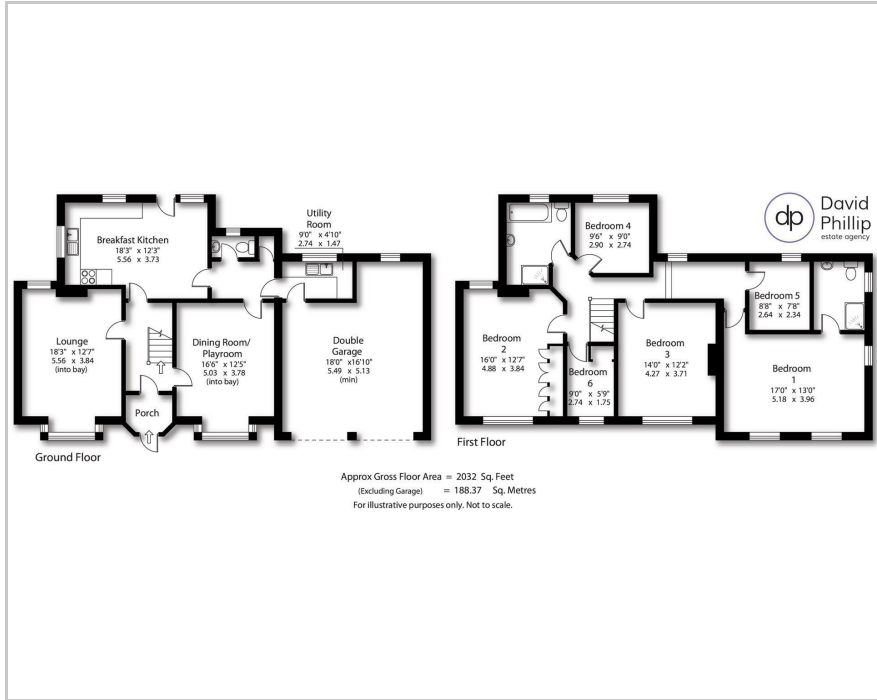 dp
David
Phillip
estate agency
Utility
Room
9'0" x 4'10"
2.74 x 1.47
Breakfast Kitchen
18'3" x 12'3"
5.56 x 3.73
Lounge
18'3" x 12'7"
5.56 x 3.84
(into bay)
Dining Room/
Playroom
16'6" x 12'5"
5.03 x 3.78
(into bay)
Double
Garage
18'0" x16'10"
5.49 x 5.13
(min)
Porch
Ground Floor
Bedroom 4
9'6" x 9'0"
2.90 x 2.74
Bedroom 5
8'8" x 7'8"
2.64 x 2.34
Bedroom
2
16'0" x 12'7"
4.88 x 3.84
Bedroom
3
14'0" x 12'2"
4.27 x 3.71
Bedroom
6
9'0" x 5'9"
2.74 x 1.75
Bedroom
1
17'0" x 13'0"
5.18 x 3.96
First Floor
Approx Gross Floor Area = 2032 Sq. Feet
(Excluding Garage) = 188.37 Sq. Metres
For illustrative purposes only. Not to scale.